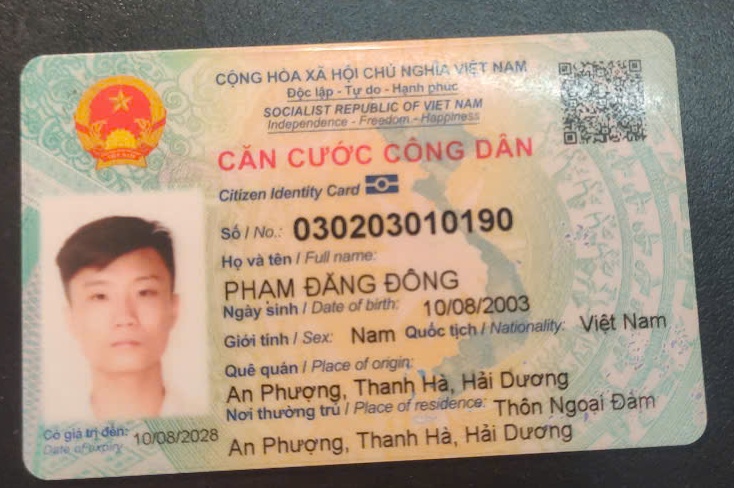 CỘNG HÒA XÃ HỘI CHỦ NGHĨA VIỆT NAM
Độc lập - Tự do - Hạnh phúc
SOCIALIST REPUBLIC OF VIET NAM
Independence - Freedom - Happiness
CĂN CƯỚC CÔNG DÂN
Citizen Identity Card
Số / No.: 030203010190
Họ và tên / Full name:
PHẠM ĐĂNG ĐÔNG
Ngày sinh / Date of birth: 10/08/2003
Giới tính / Sex: Nam Quốc tịch / Nationality: Việt Nam
Quê quán / Place of origin:
An Phượng, Thanh Hà, Hải Dương
Nơi thường trú / Place of residence: Thôn Ngoại Đàm
An Phượng, Thanh Hà, Hải Dương
Có giá trị đến: 10/08/2028
Date of expiry